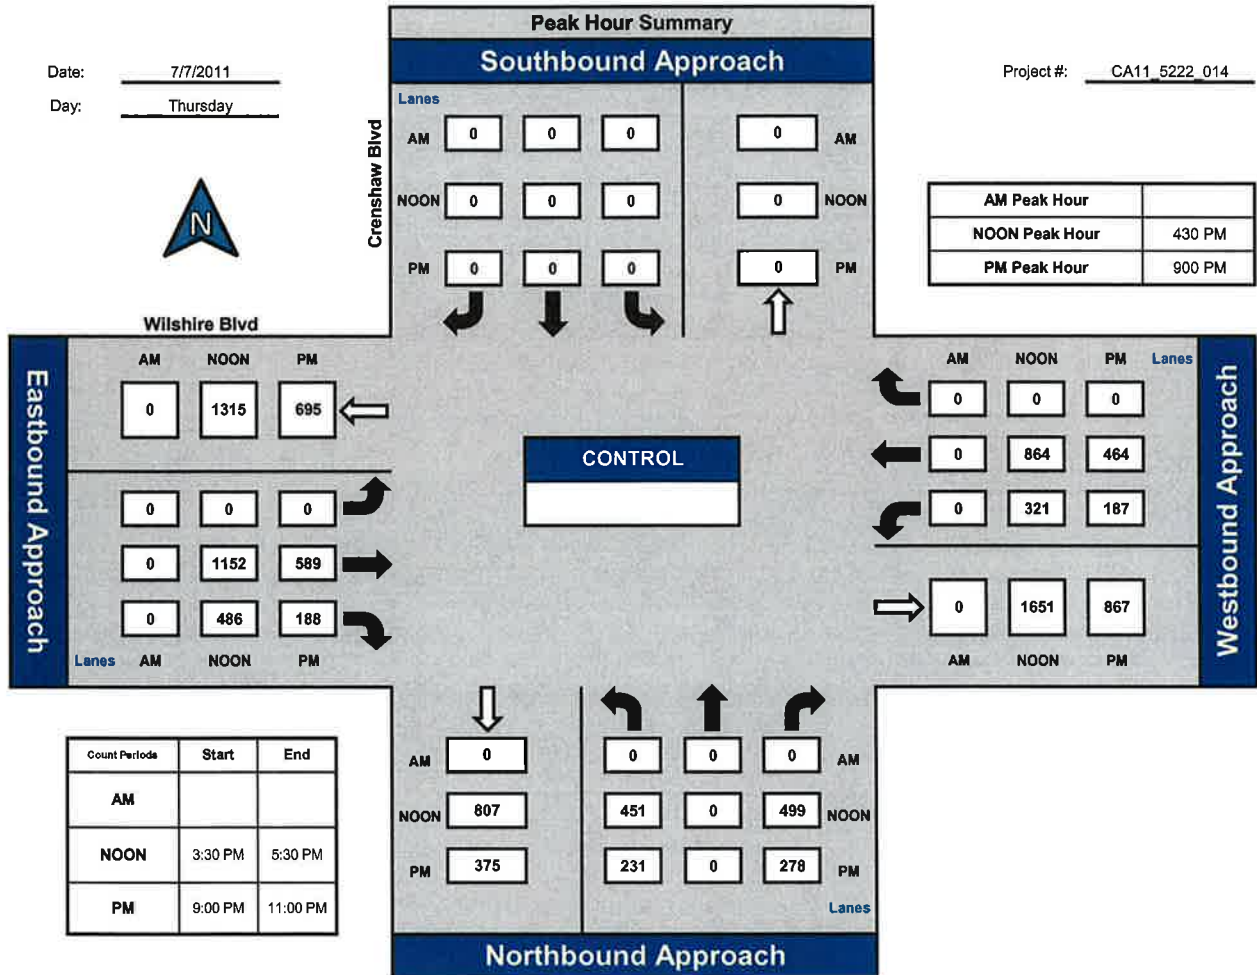 Peak Hour Summary
Southbound Approach
Date: 7/7/2011
Day: Thursday
Project #: CA11_5222_014
N
Crenshaw Blvd
Lanes
AM 0 0 0 0 AM
NOON 0 0 0 0 NOON
PM 0 0 0 0 PM
AM Peak Hour
NOON Peak Hour 430 PM
PM Peak Hour 900 PM
Wilshire Blvd
Eastbound Approach
AM NOON PM
0 1315 695
0 0 0
0 1152 589
0 486 188
Lanes AM NOON PM
CONTROL
AM NOON PM Lanes
0 0 0
0 864 464
0 321 187
0 1651 867
AM NOON PM
Westbound Approach
Count Periods Start End
AM
NOON 3:30 PM 5:30 PM
PM 9:00 PM 11:00 PM
AM 0 0 0 0 AM
NOON 807 451 0 499 NOON
PM 375 231 0 278 PM
Lanes
Northbound Approach